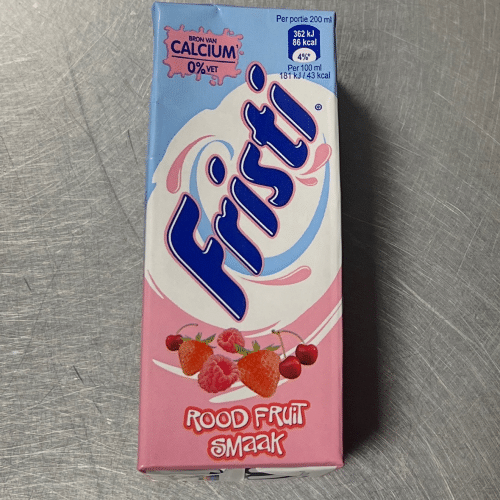 BRON VAN
CALCIUM
0% VET
Per portie 200 ml
362 kJ
86 kcal
4%*
Per 100 ml
181 kJ / 43 kcal
Fristi®
ROOD FRUIT
SMaaK